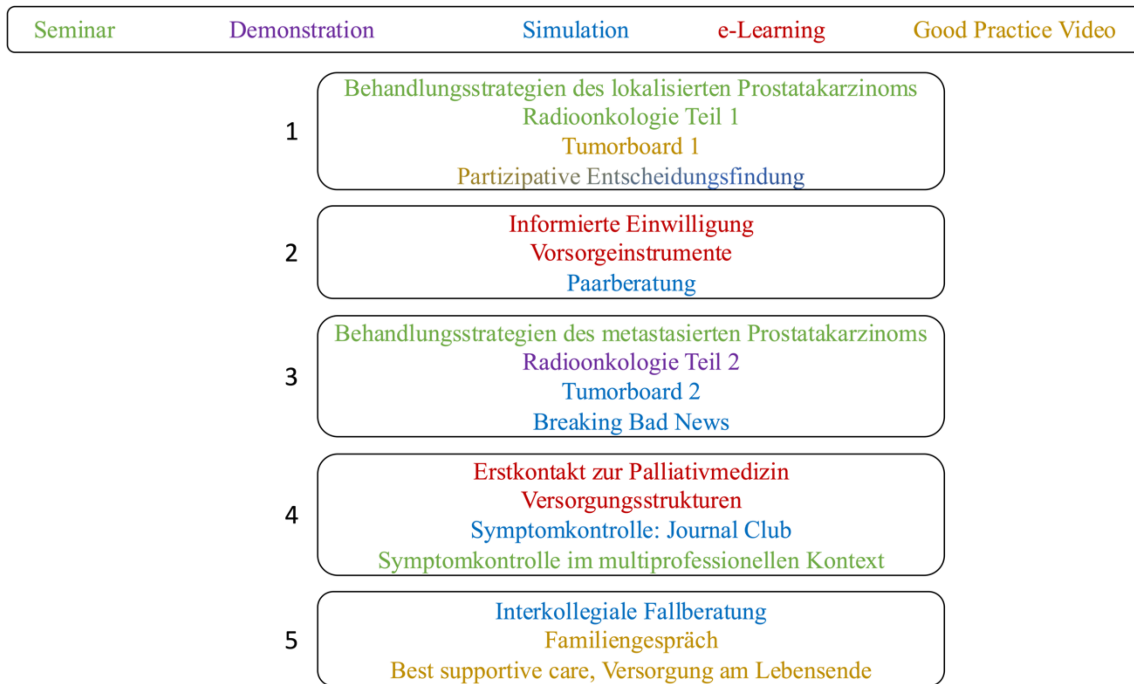 Seminar Demonstration Simulation e-Learning Good Practice Video
Behandlungsstrategien des lokalisierten Prostatakarzinoms
Radioonkologie Teil 1
1
Tumorboard 1
Partizipative Entscheidungsfindung
Informierte Einwilligung
2 Vorsorgeinstrumente
Paarberatung
Behandlungsstrategien des metastasierten Prostatakarzinoms
Radioonkologie Teil 2
3
Tumorboard 2
Breaking Bad News
Erstkontakt zur Palliativmedizin
Versorgungsstrukturen
4
Symptomkontrolle: Journal Club
Symptomkontrolle im multiprofessionellen Kontext
Interkollegiale Fallberatung
5 Familiengespräch
Best supportive care, Versorgung am Lebensende